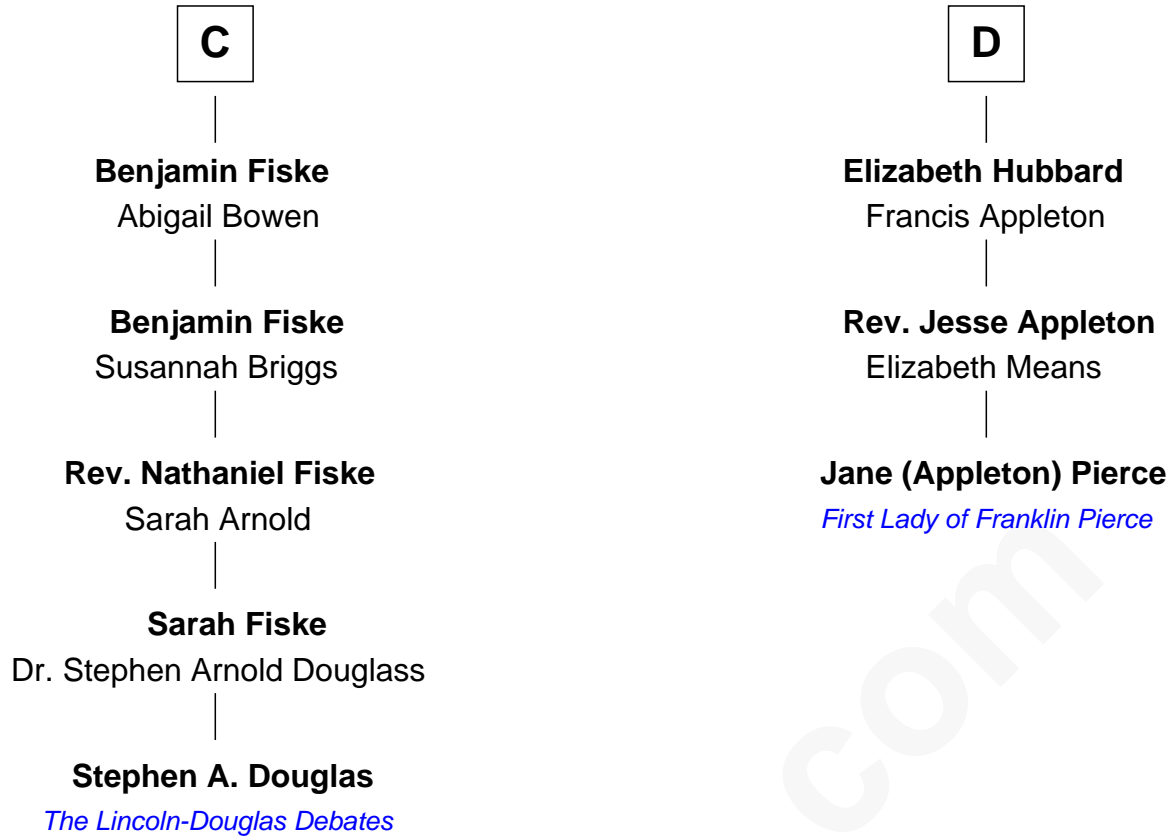 C
Benjamin Fiske
Abigail Bowen
Benjamin Fiske
Susannah Briggs
Rev. Nathaniel Fiske
Sarah Arnold
Sarah Fiske
Dr. Stephen Arnold Douglass
Stephen A. Douglas
The Lincoln-Douglas Debates
D
Elizabeth Hubbard
Francis Appleton
Rev. Jesse Appleton
Elizabeth Means
Jane (Appleton) Pierce
First Lady of Franklin Pierce
com